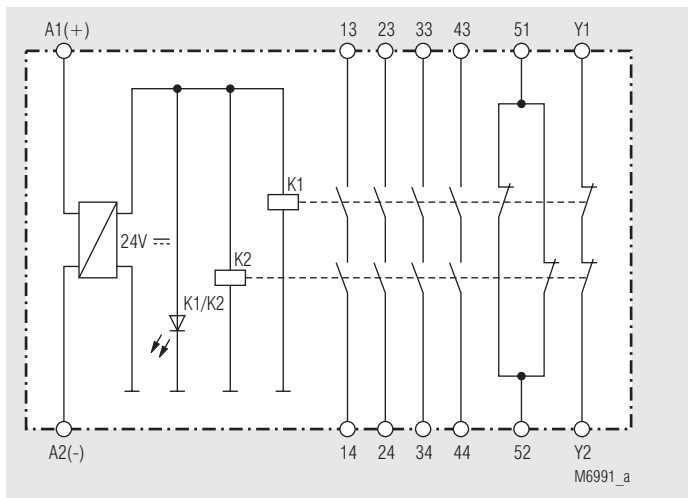 A1(+) 13 23 33 43 51 Y1
K1
24V
K2
K1/K2
A2(-) 14 24 34 44 52 Y2
M6991_a